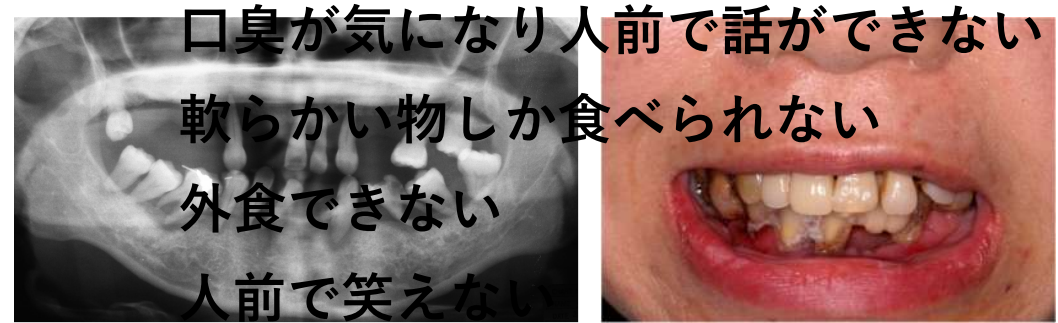 口臭が気になり人前で話ができない
軟らかい物しか食べられない
外食できない
人前で笑えない